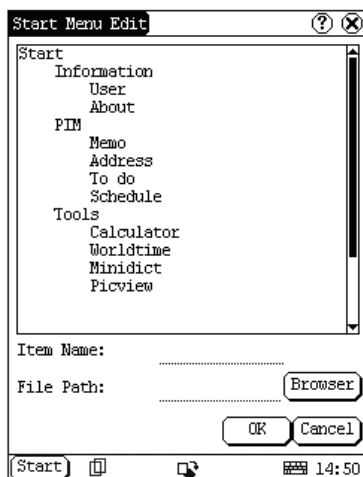 Start Menu Edit ?
Start
Information
User
About
PIM
Memo
Address
To do
Schedule
Tools
Calculator
Worldtime
Minidict
Picview
Item Name:
File Path: Browser
OK Cancel
Start 14:50